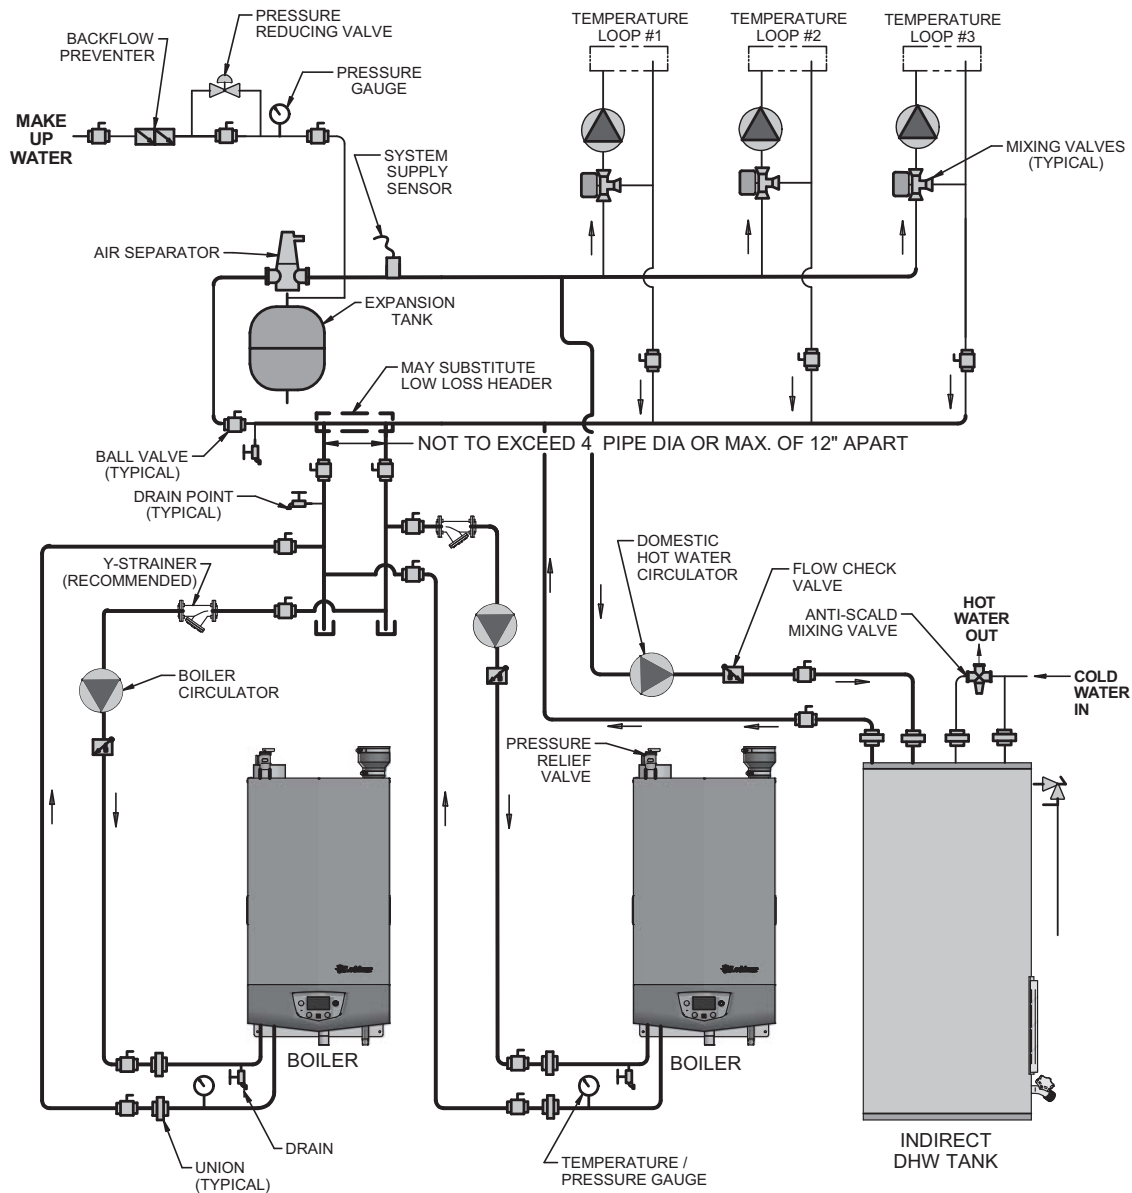 PRESSURE
REDUCING VALVE
BACKFLOW
PREVENTER
PRESSURE
GAUGE
MAKE
UP
WATER
SYSTEM
SUPPLY
SENSOR
TEMPERATURE
LOOP #1
TEMPERATURE
LOOP #2
TEMPERATURE
LOOP #3
MIXING VALVES
(TYPICAL)
AIR SEPARATOR
EXPANSION
TANK
MAY SUBSTITUTE
LOW LOSS HEADER
NOT TO EXCEED 4 PIPE DIA OR MAX. OF 12" APART
BALL VALVE
(TYPICAL)
DRAIN POINT
(TYPICAL)
Y-STRAINER
(RECOMMENDED)
BOILER
CIRCULATOR
DOMESTIC
HOT WATER
CIRCULATOR
FLOW CHECK
VALVE
ANTI-SCALD
MIXING VALVE
HOT
WATER
OUT
COLD
WATER
IN
PRESSURE
RELIEF
VALVE
BOILER
BOILER
DRAIN
UNION
(TYPICAL)
TEMPERATURE /
PRESSURE GAUGE
INDIRECT
DHW TANK